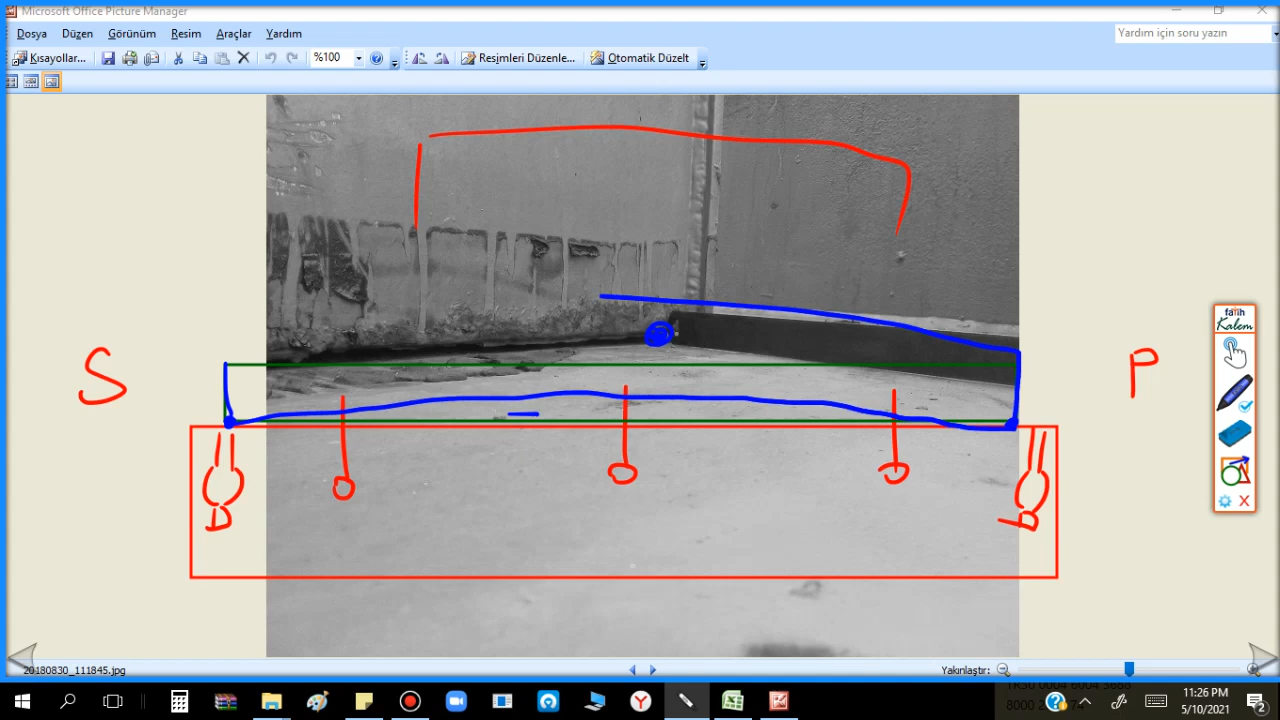 Microsoft Office Picture Manager
Dosya Düzen Görünüm Resim Araçlar Yardım
Yardım için soru yazın
Kısayollar... %100 Resimleri Düzenle... Otomatik Düzelt
fatih
Kalem
S
P
D
D
20180830_111845.jpg
Yakınlaştır:
11:26 PM
5/10/2021
2